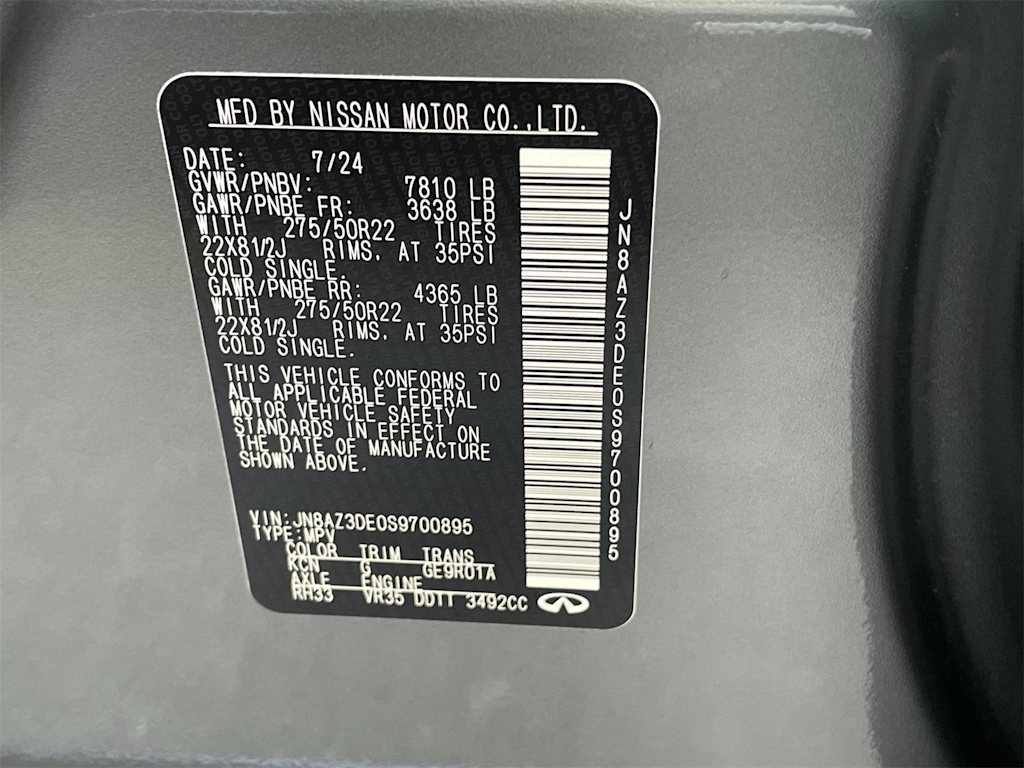 MFD BY NISSAN MOTOR CO.,LTD.
DATE: 7/24
GVWR/PNBV: 7810 LB
GAWR/PNBE FR: 3638 LB
WITH 275/50R22 TIRES
22X81/2J RIMS. AT 35PSI
COLD SINGLE.
GAWR/PNBE RR: 4365 LB
WITH 275/50R22 TIRES
22X81/2J RIMS. AT 35PSI
COLD SINGLE.
THIS VEHICLE CONFORMS TO
ALL APPLICABLE FEDERAL
MOTOR VEHICLE SAFETY
STANDARDS IN EFFECT ON
THE DATE OF MANUFACTURE
SHOWN ABOVE.
VIN:JN8AZ3DE0S9700895
TYPE:MPV
COLOR TRIM TRANS
KCN G GE9R01A
AXLE ENGINE
RH33 VR35 DDTT 3492CC
JN8AZ3DE0S9700895